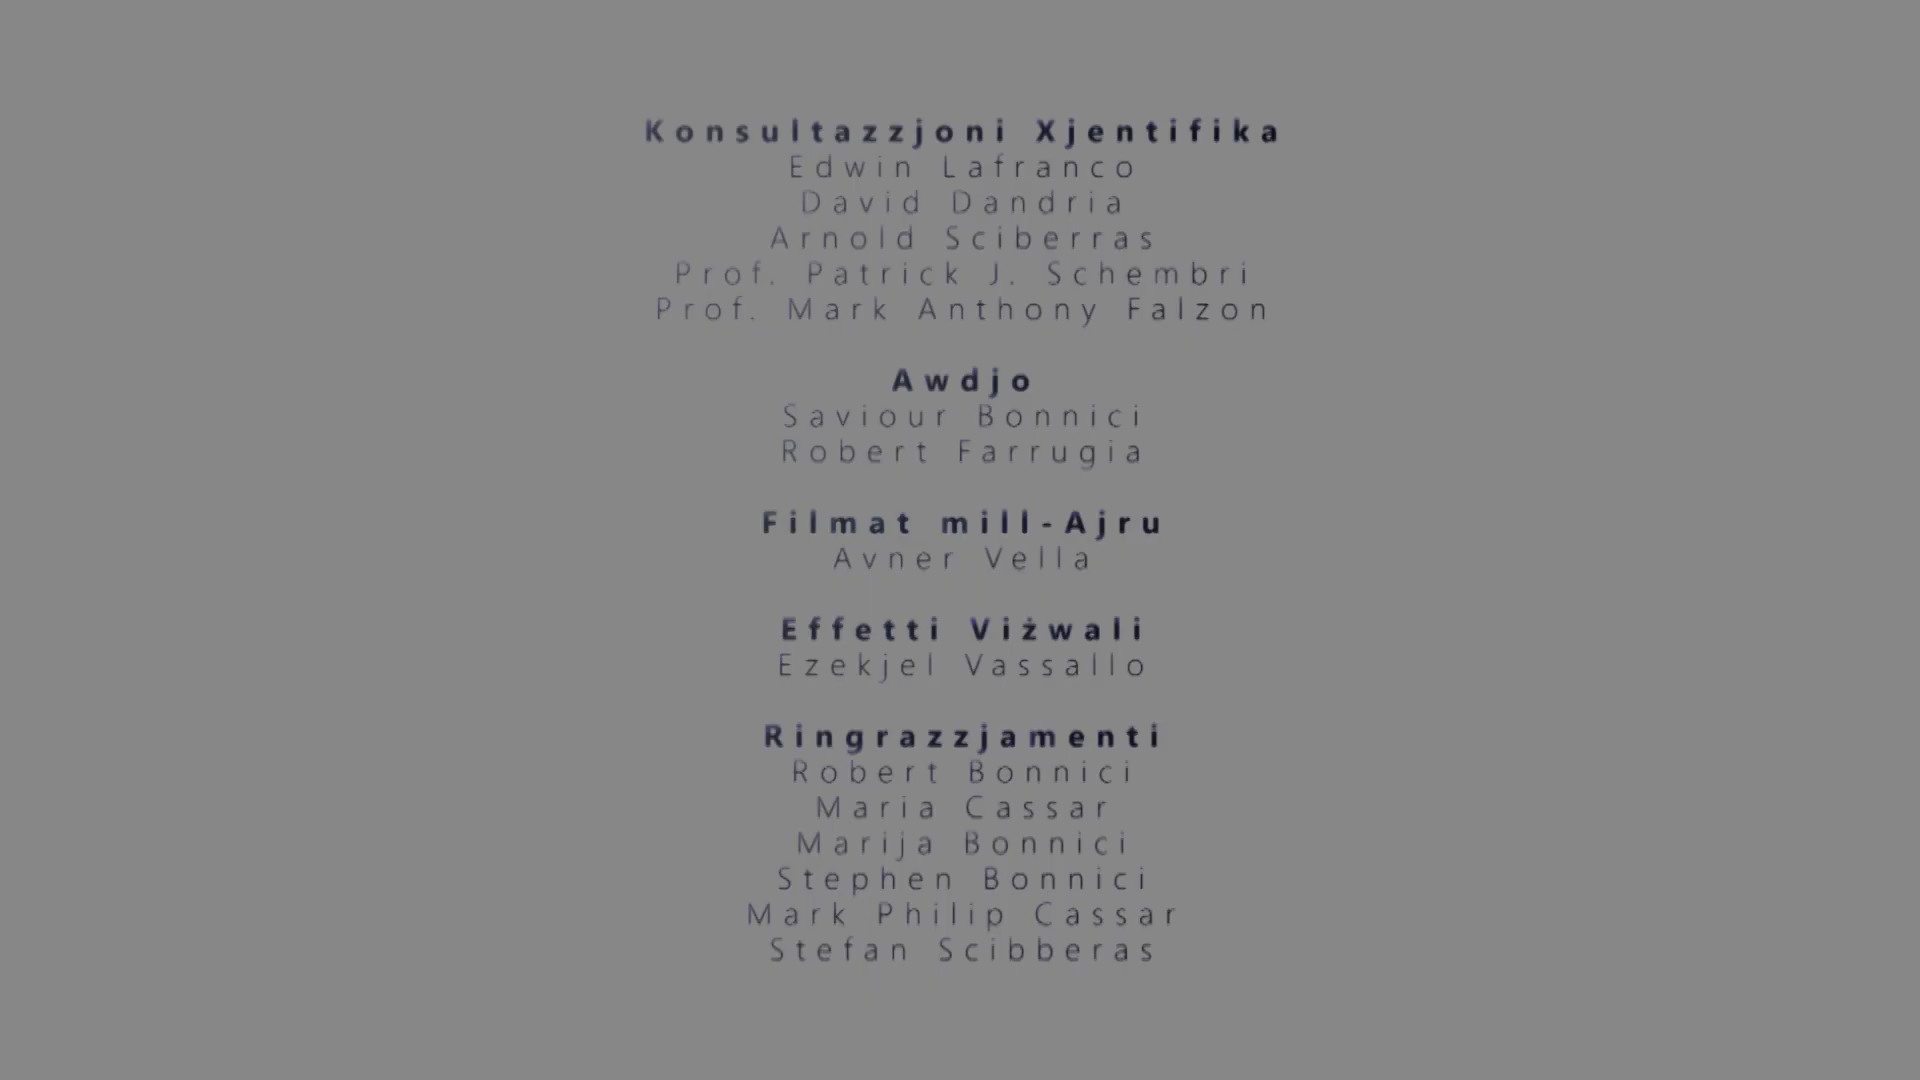 Konsultazzjoni Xjentifika
Edwin Lafranco
David Dandria
Arnold Sciberras
Prof. Patrick J. Schembri
Prof. Mark Anthony Falzon
Awdjo
Saviour Bonnici
Robert Farrugia
Filmat mill-Ajru
Avner Vella
Effetti Viżwali
Ezekjel Vassallo
Ringrazzjamenti
Robert Bonnici
Maria Cassar
Marija Bonnici
Stephen Bonnici
Mark Philip Cassar
Stefan Scibberas